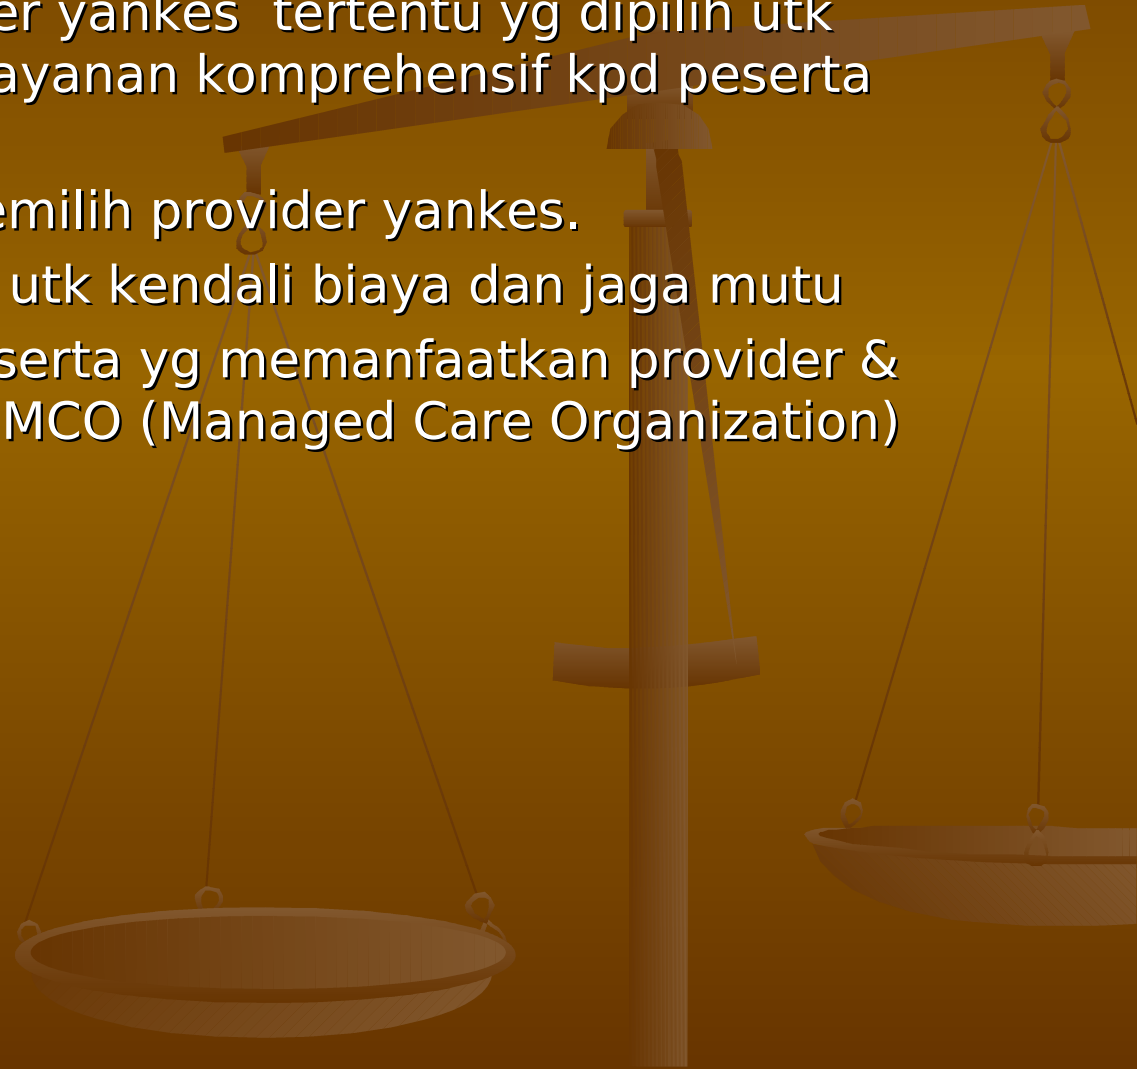 er yankes  tertentu yg dipilih utk
ayanan komprehensif kpd peserta
emilih provider yankes.
utk kendali biaya dan jaga mutu
serta yg memanfaatkan provider &
MCO (Managed Care Organization)